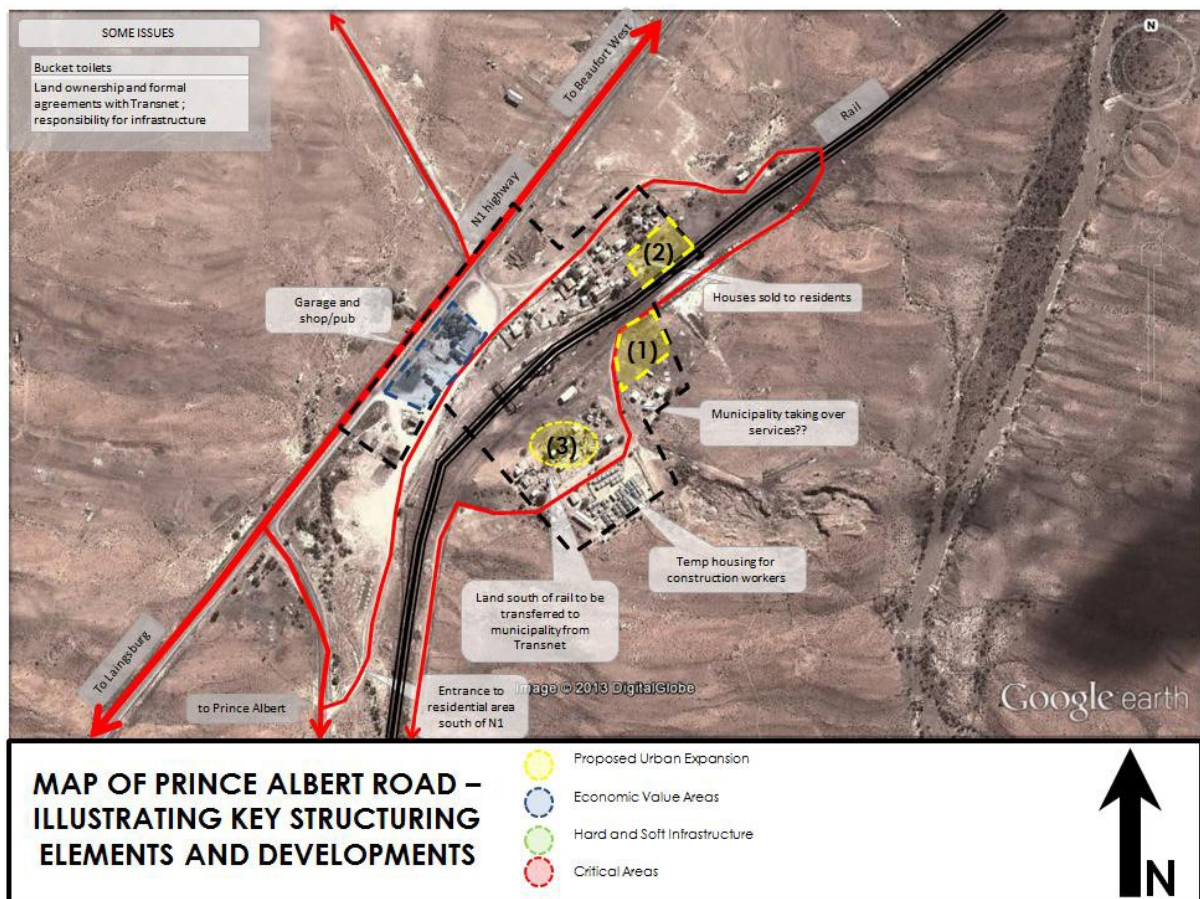 SOME ISSUES
Bucket toilets
Land ownership and formal
agreements with Transnet ;
responsibility for infrastructure
To Beaufort West
N
Rail
N1 highway
(2)
Garage and
shop/pub
Houses sold to residents
(1)
Municipality taking over
services??
(3)
Temp housing for
construction workers
Land south of rail to be
transferred to
municipality from
Transnet
To Laingsburg
to Prince Albert
Entrance to
residential area
south of N1
Image © 2013 DigitalGlobe
Google earth
MAP OF PRINCE ALBERT ROAD –
ILLUSTRATING KEY STRUCTURING
ELEMENTS AND DEVELOPMENTS
Proposed Urban Expansion
Economic Value Areas
Hard and Soft Infrastructure
Critical Areas
N